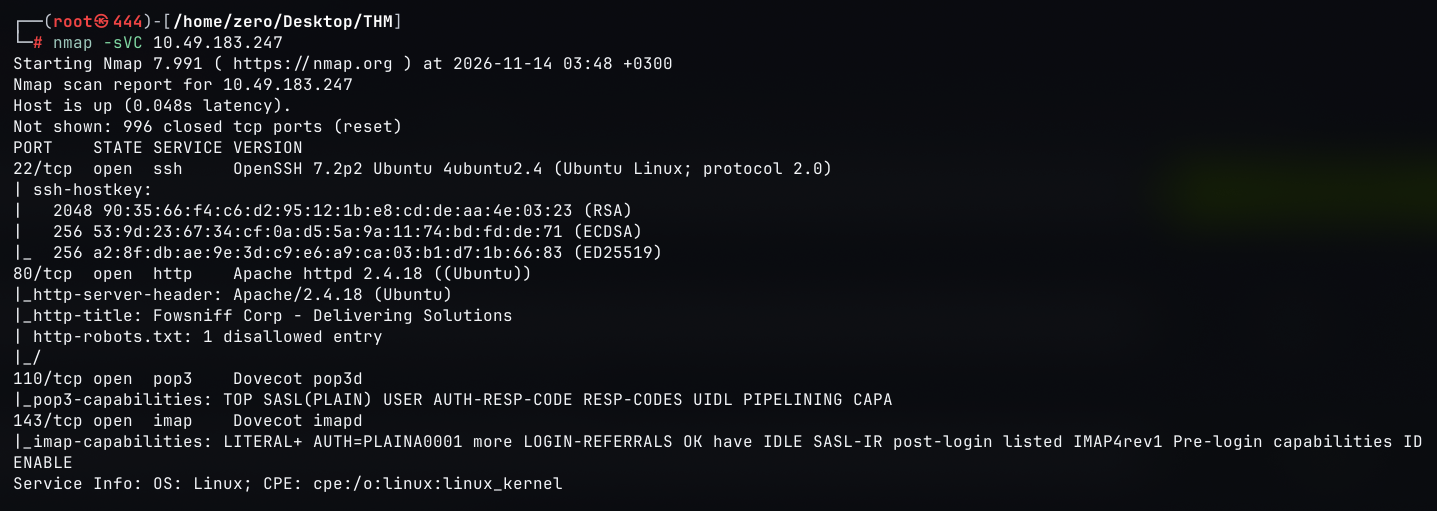 ┌──(root㉿444)-[/home/zero/Desktop/THM]
└─# nmap -sVC 10.49.183.247
Starting Nmap 7.991 ( https://nmap.org ) at 2026-11-14 03:48 +0300
Nmap scan report for 10.49.183.247
Host is up (0.048s latency).
Not shown: 996 closed tcp ports (reset)
PORT    STATE SERVICE VERSION
22/tcp  open  ssh     OpenSSH 7.2p2 Ubuntu 4ubuntu2.4 (Ubuntu Linux; protocol 2.0)
| ssh-hostkey:
|   2048 90:35:66:f4:c6:d2:95:12:1b:e8:cd:de:aa:4e:03:23 (RSA)
|   256 53:9d:23:67:34:cf:0a:d5:5a:9a:11:74:bd:fd:de:71 (ECDSA)
|_  256 a2:8f:db:ae:9e:3d:c9:e6:a9:ca:03:b1:d7:1b:66:83 (ED25519)
80/tcp  open  http    Apache httpd 2.4.18 ((Ubuntu))
|_http-server-header: Apache/2.4.18 (Ubuntu)
|_http-title: Fowsniff Corp - Delivering Solutions
| http-robots.txt: 1 disallowed entry
|_/
110/tcp open  pop3    Dovecot pop3d
|_pop3-capabilities: TOP SASL(PLAIN) USER AUTH-RESP-CODE RESP-CODES UIDL PIPELINING CAPA
143/tcp open  imap    Dovecot imapd
|_imap-capabilities: LITERAL+ AUTH=PLAINA0001 more LOGIN-REFERRALS OK have IDLE SASL-IR post-login listed IMAP4rev1 Pre-login capabilities ID
ENABLE
Service Info: OS: Linux; CPE: cpe:/o:linux:linux_kernel